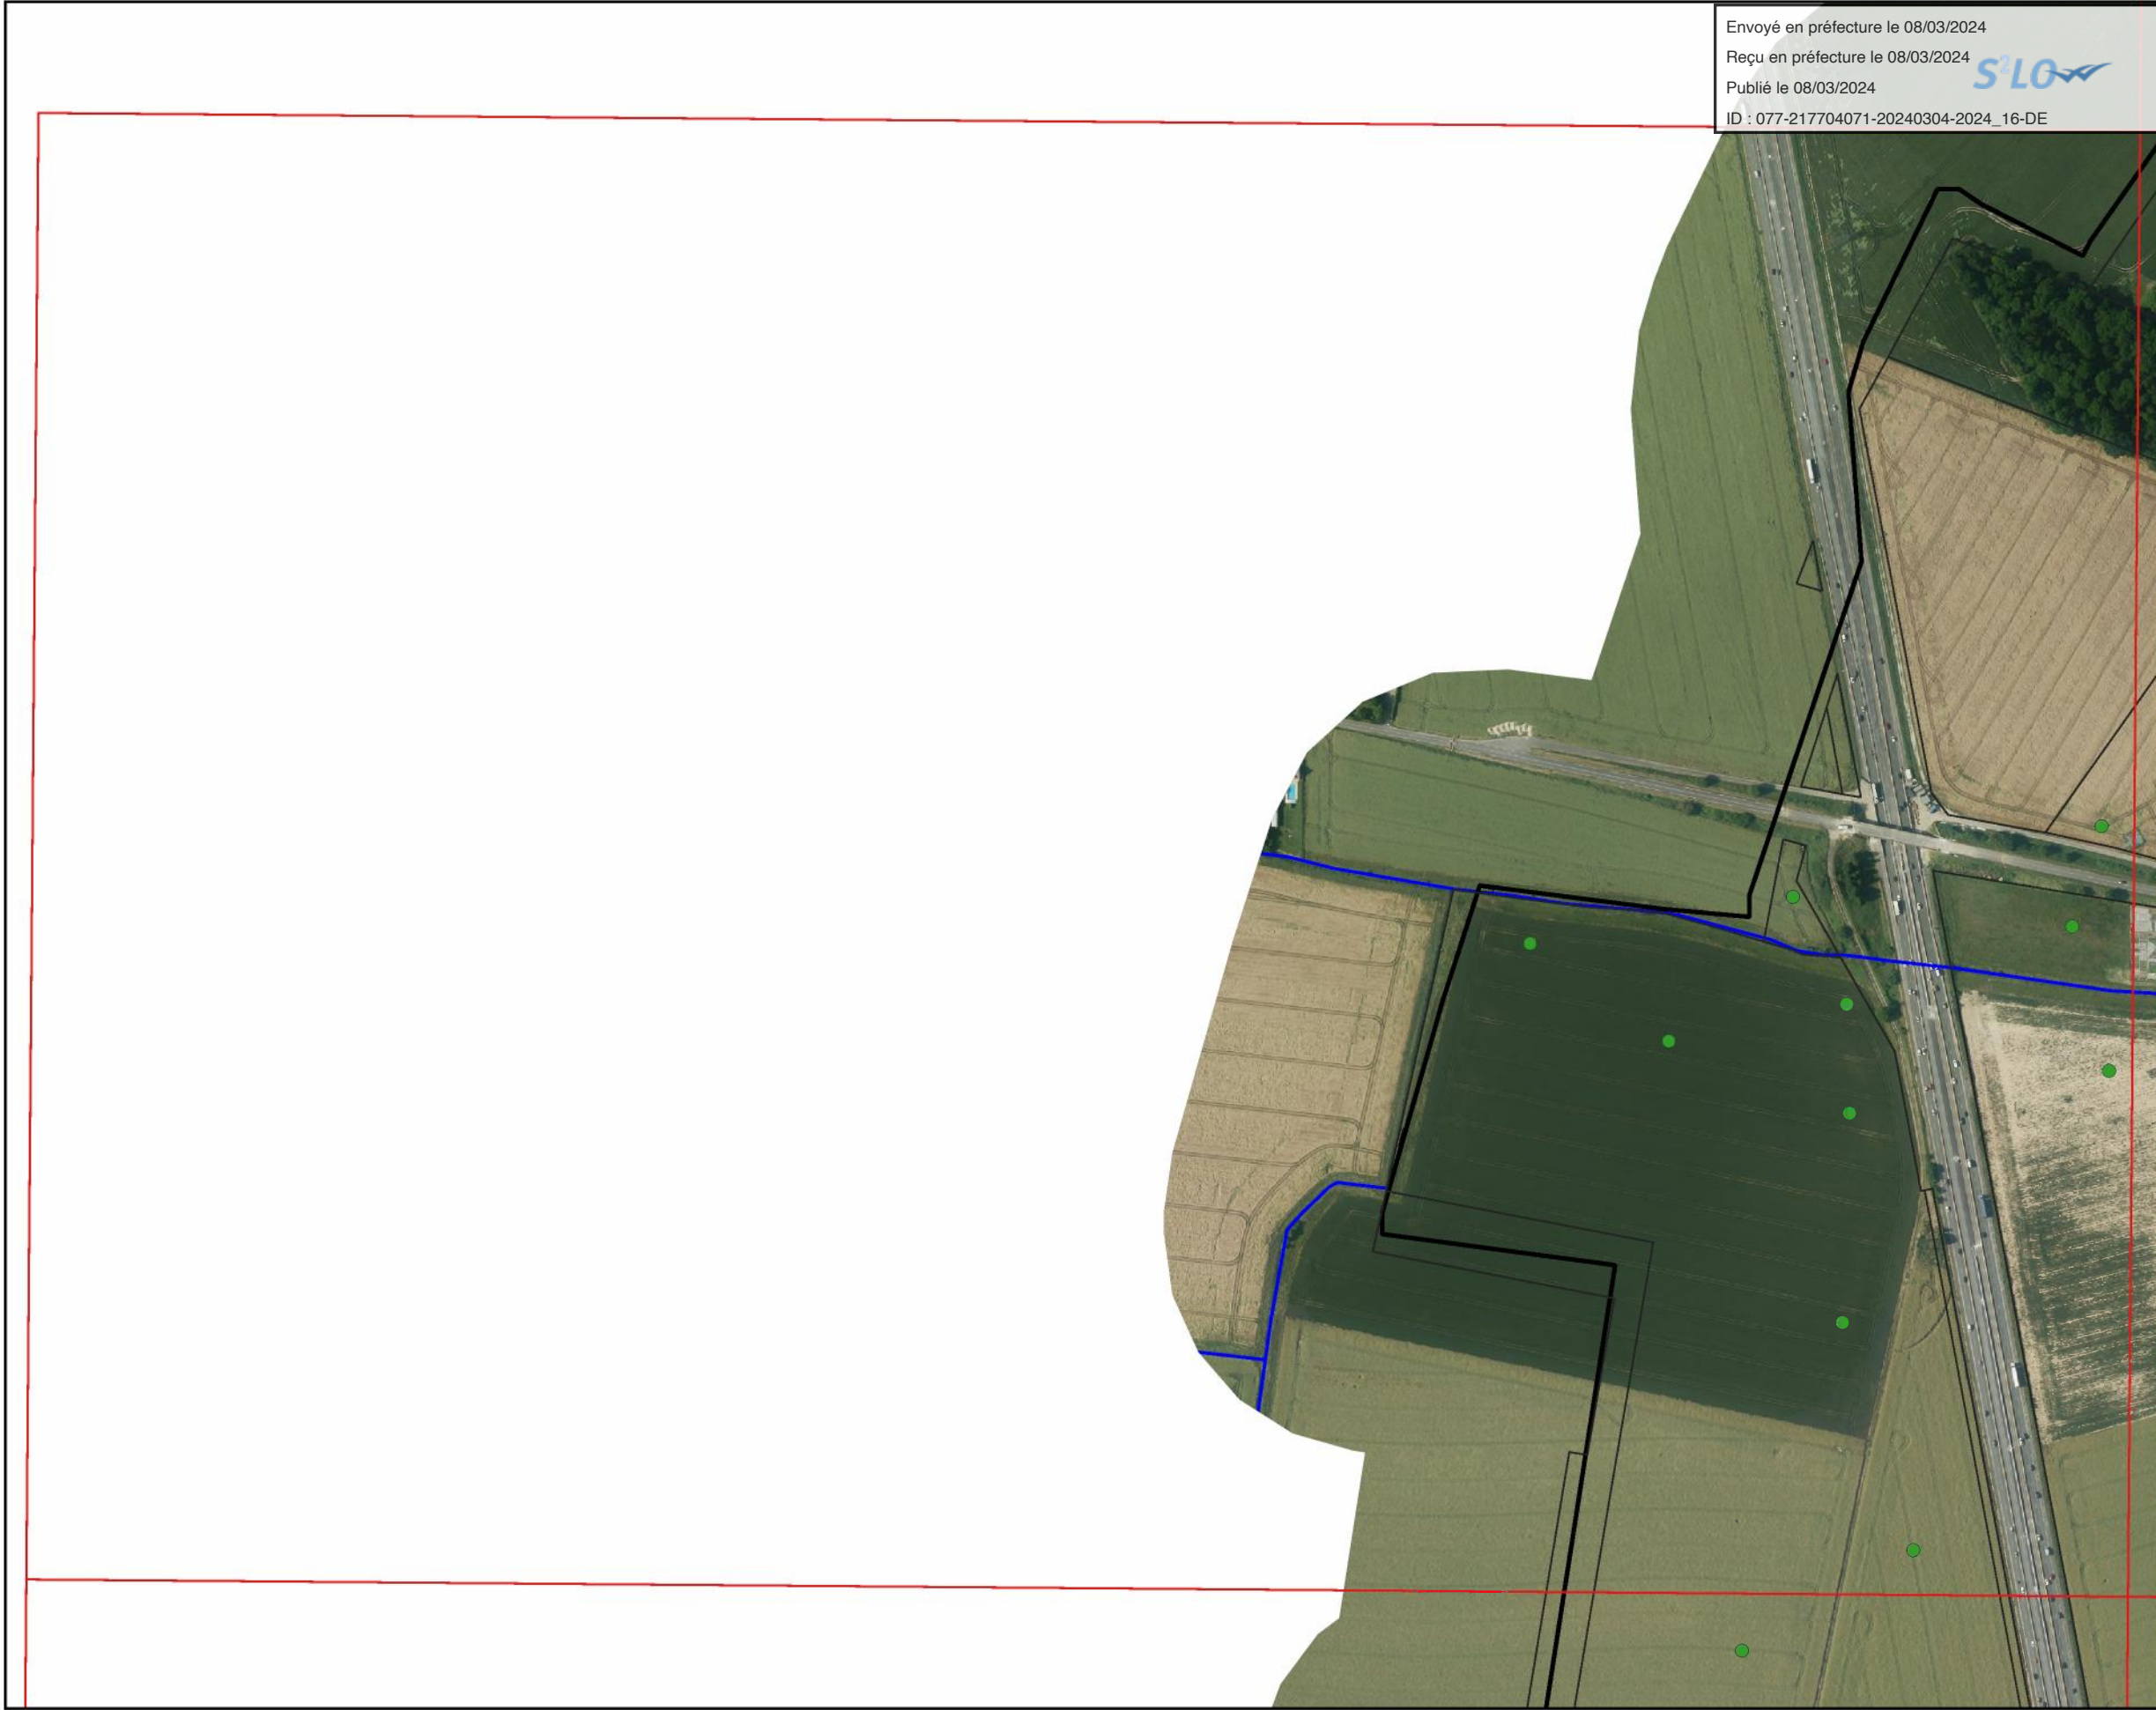 Envoyé en préfecture le 08/03/2024
Reçu en préfecture le 08/03/2024
Publié le 08/03/2024
S²LOW
ID : 077-217704071-20240304-2024_16-DE